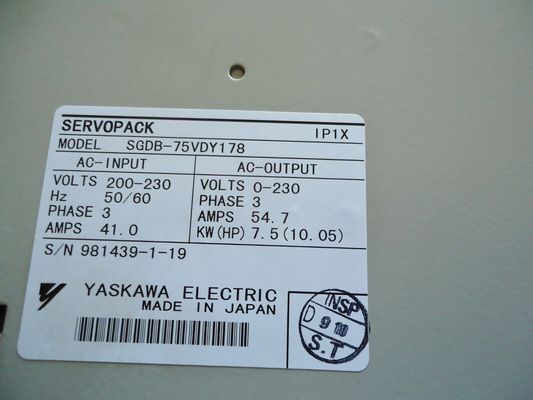 SERVOPACK IP1X
MODEL SGDB-75VDY178
AC-INPUT AC-OUTPUT
VOLTS 200-230 VOLTS 0-230
Hz 50/60 PHASE 3
PHASE 3 AMPS 54.7
AMPS 41.0 KW(HP) 7.5(10.05)
S/N 981439-1-19
YASKAWA ELECTRIC
MADE IN JAPAN
INSP
D 9 10
S.T